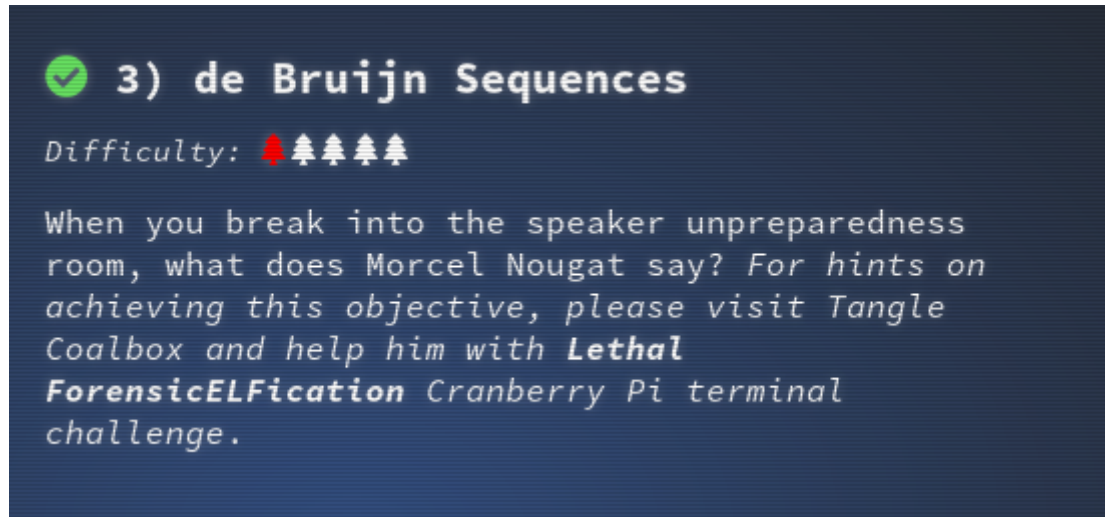 3) de Bruijn Sequences
Difficulty:
When you break into the speaker unpreparedness
room, what does Morcel Nougat say? For hints on
achieving this objective, please visit Tangle
Coalbox and help him with Lethal
ForensicELFication Cranberry Pi terminal
challenge.